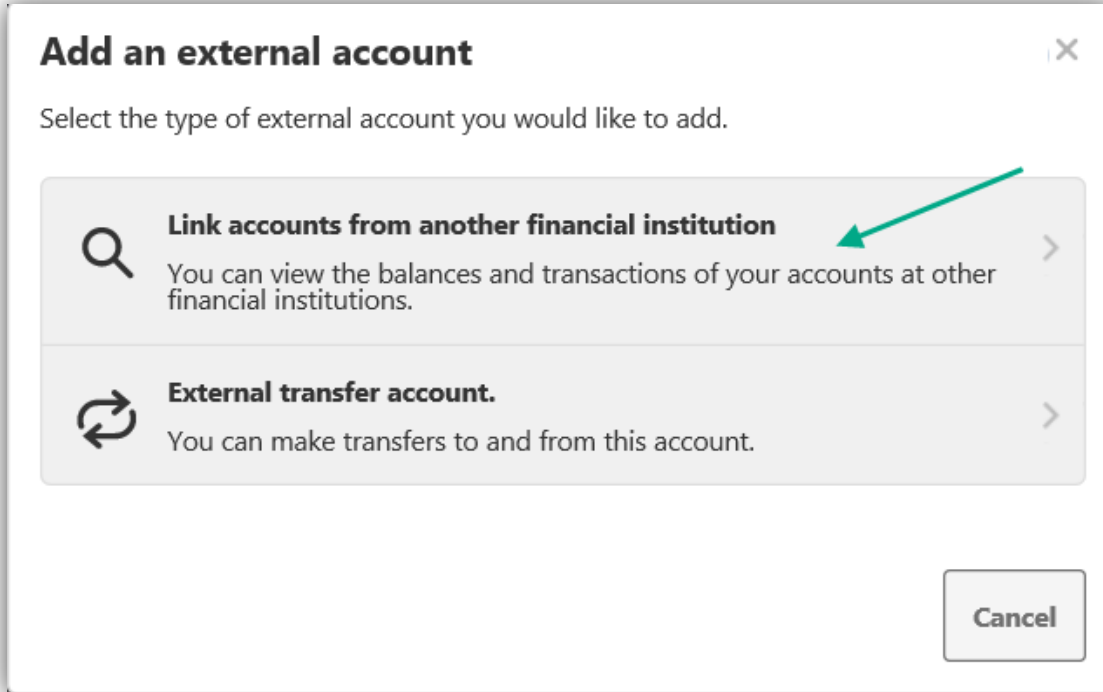 Add an external account
Select the type of external account you would like to add.
Link accounts from another financial institution
You can view the balances and transactions of your accounts at other
financial institutions.
External transfer account.
You can make transfers to and from this account.
Cancel